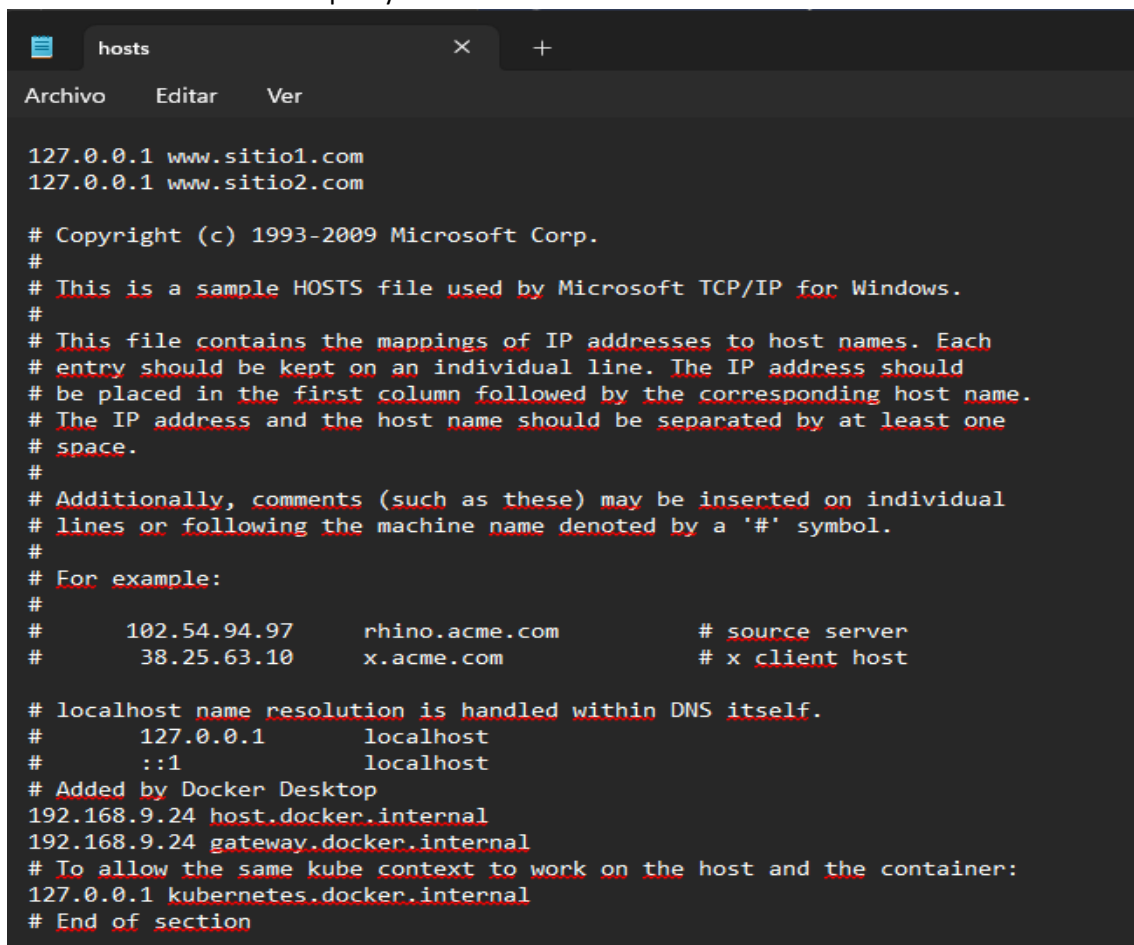 hosts
Archivo Editar Ver
127.0.0.1 www.sitio1.com
127.0.0.1 www.sitio2.com
# Copyright (c) 1993-2009 Microsoft Corp.
#
# This is a sample HOSTS file used by Microsoft TCP/IP for Windows.
#
# This file contains the mappings of IP addresses to host names. Each
# entry should be kept on an individual line. The IP address should
# be placed in the first column followed by the corresponding host name.
# The IP address and the host name should be separated by at least one
# space.
#
# Additionally, comments (such as these) may be inserted on individual
# lines or following the machine name denoted by a '#' symbol.
#
# For example:
#
#      102.54.94.97     rhino.acme.com          # source server
#       38.25.63.10     x.acme.com              # x client host
# localhost name resolution is handled within DNS itself.
#       127.0.0.1       localhost
#       ::1             localhost
# Added by Docker Desktop
192.168.9.24 host.docker.internal
192.168.9.24 gateway.docker.internal
# To allow the same kube context to work on the host and the container:
127.0.0.1 kubernetes.docker.internal
# End of section